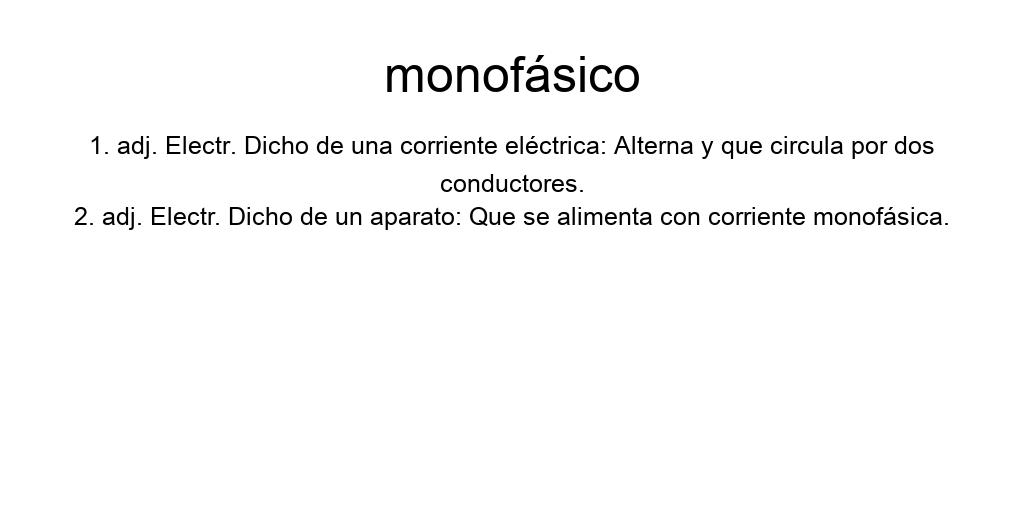 monofásico
1. adj. Electr. Dicho de una corriente eléctrica: Alterna y que circula por dos
conductores.
2. adj. Electr. Dicho de un aparato: Que se alimenta con corriente monofásica.